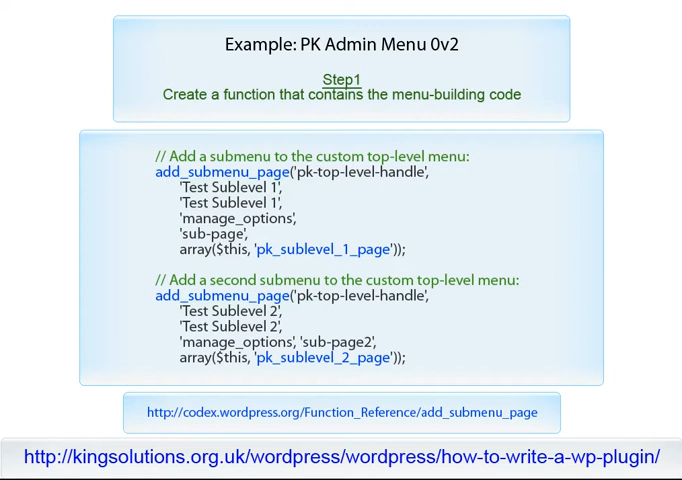 Example: PK Admin Menu 0v2
Step1
Create a function that contains the menu-building code
// Add a submenu to the custom top-level menu:
add_submenu_page('pk-top-level-handle',
'Test Sublevel 1',
'Test Sublevel 1',
'manage_options',
'sub-page',
array($this, 'pk_sublevel_1_page'));
// Add a second submenu to the custom top-level menu:
add_submenu_page('pk-top-level-handle',
'Test Sublevel 2',
'Test Sublevel 2',
'manage_options', 'sub-page2',
array($this, 'pk_sublevel_2_page'));
http://codex.wordpress.org/Function_Reference/add_submenu_page
http://kingsolutions.org.uk/wordpress/wordpress/how-to-write-a-wp-plugin/